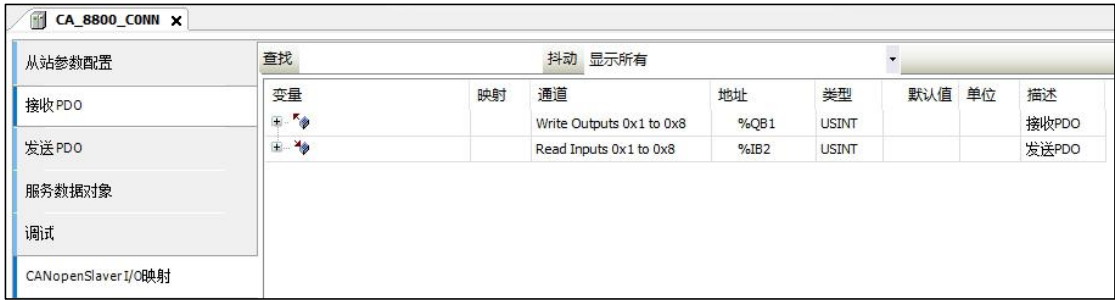 CA_8800_CONN X
从站参数配置
接收PDO
发送PDO
服务数据对象
调试
CANopenSlaver I/O映射
查找 抖动 显示所有
变量 映射 通道 地址 类型 默认值 单位 描述
Write Outputs 0x1 to 0x8 %QB1 USINT 接收PDO
Read Inputs 0x1 to 0x8 %IB2 USINT 发送PDO